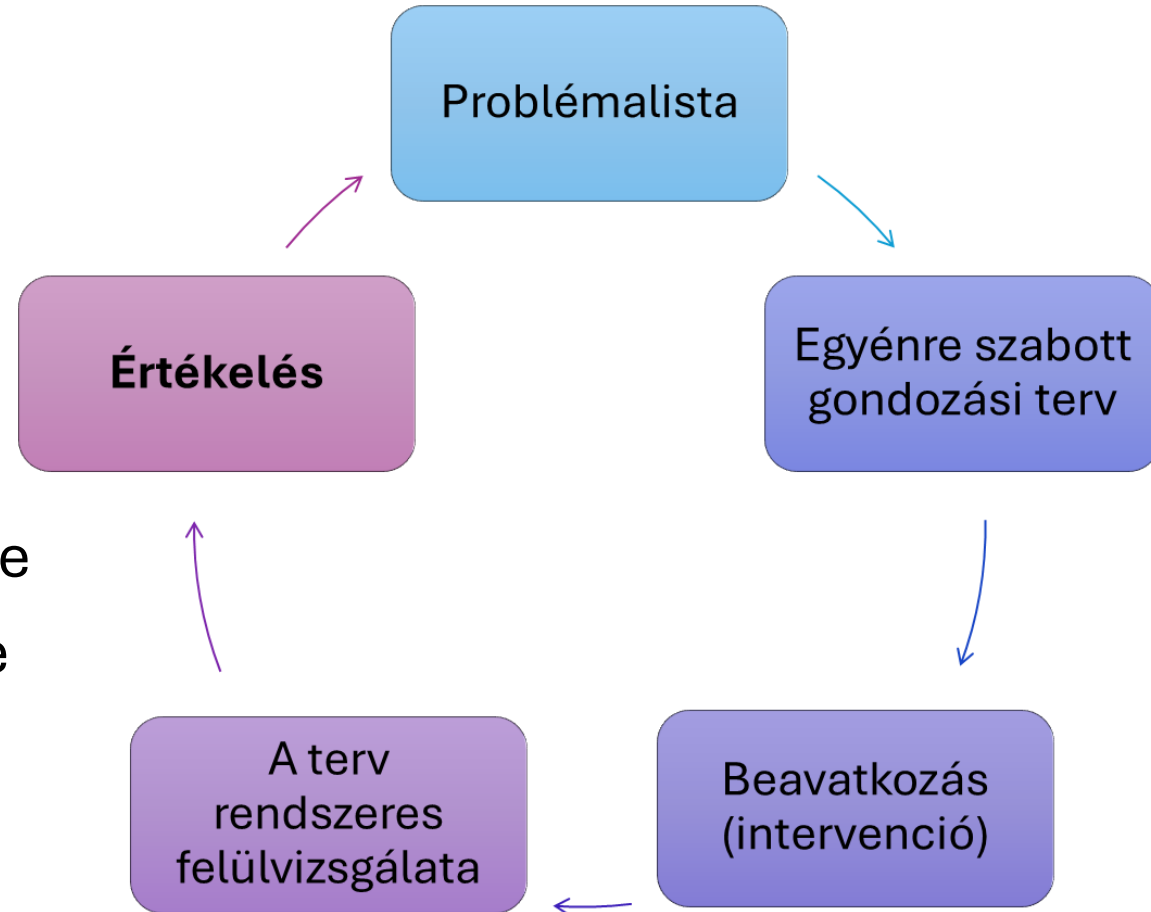 Problémalista
Egyénre szabott
gondozási terv
Beavatkozás
(intervenció)
A terv
rendszeres
felülvizsgálata
Értékelés
e
e